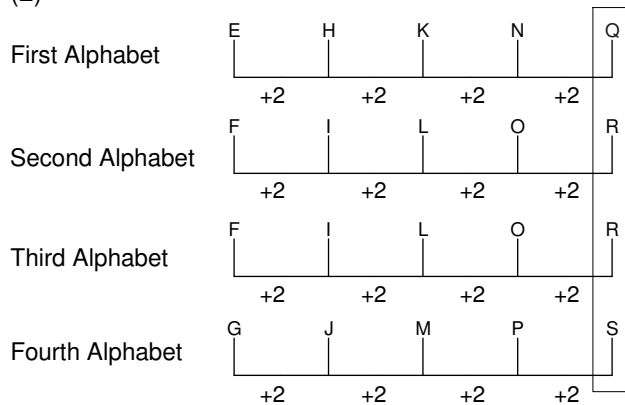 First Alphabet E H K N Q
+2 +2 +2 +2
Second Alphabet F I L O R
+2 +2 +2 +2
Third Alphabet F I L O R
+2 +2 +2 +2
Fourth Alphabet G J M P S
+2 +2 +2 +2